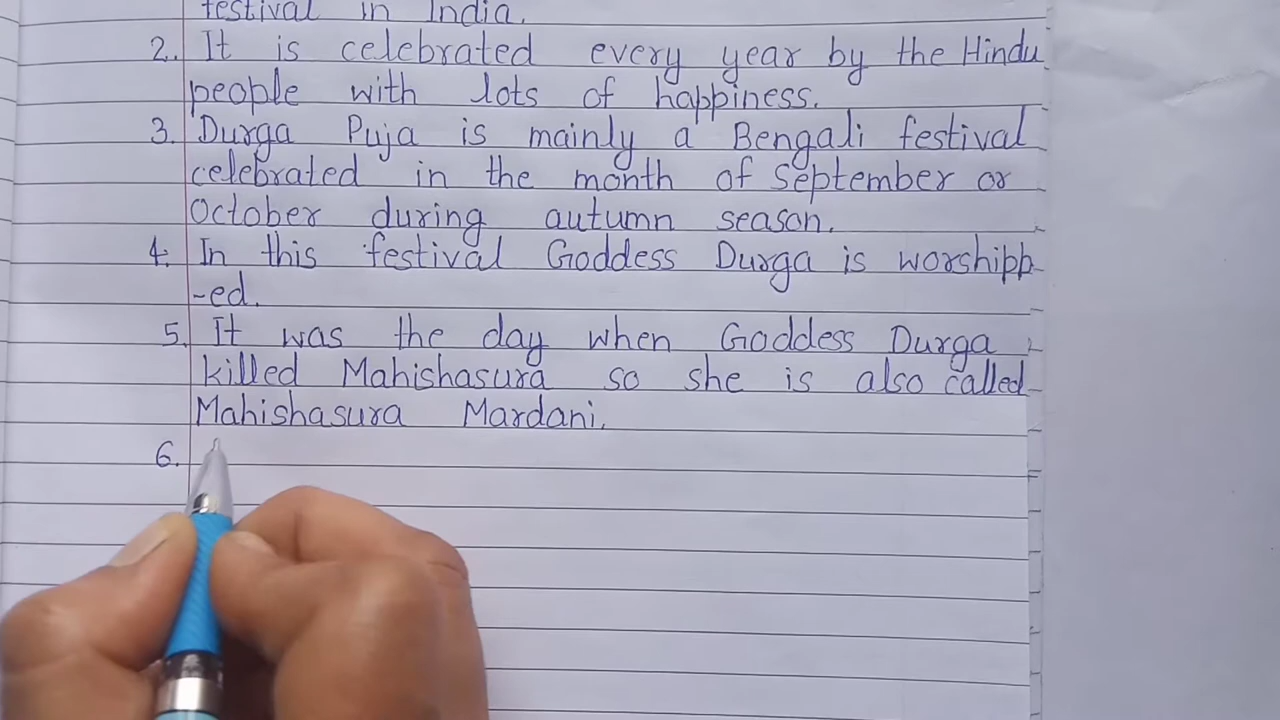 festival in India.
2. It is celebrated every year by the Hindu
people with lots of happiness.
3. Durga Puja is mainly a Bengali festival
celebrated in the month of September or
October during autumn season.
4. In this festival Goddess Durga is worshipp
-ed.
5. It was the day when Goddess Durga
killed Mahishasura so she is also called
Mahishasura Mardani.
6.